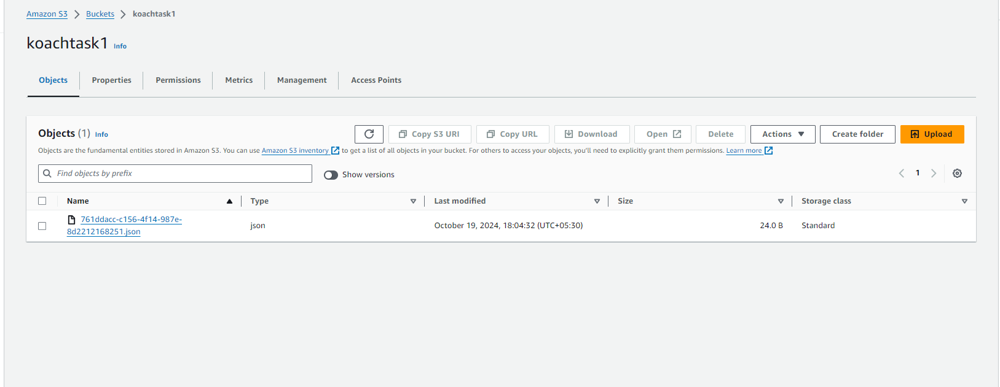 Amazon S3 > Buckets > koachtask1
koachtask1 Info
Objects Properties Permissions Metrics Management Access Points
Objects (1) Info Copy S3 URI Copy URL Download Open Delete Actions Create folder Upload
Objects are the fundamental entities stored in Amazon S3. You can use Amazon S3 inventory to get a list of all objects in your bucket. For others to access your objects, you'll need to explicitly grant them permissions. Learn more
Find objects by prefix Show versions 1
Name Type Last modified Size Storage class
761ddacc-c156-4f14-987e-
8d2212168251.json json October 19, 2024, 18:04:32 (UTC+05:30) 24.0 B Standard